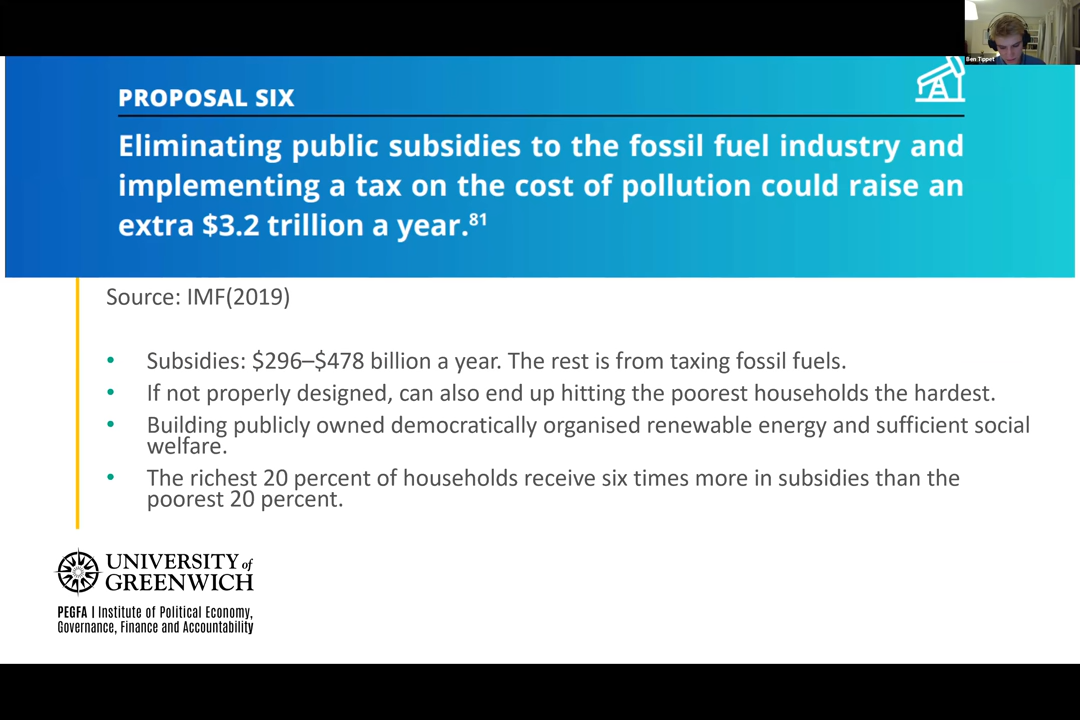 Ben Tippet
PROPOSAL SIX
Eliminating public subsidies to the fossil fuel industry and
implementing a tax on the cost of pollution could raise an
extra $3.2 trillion a year.81
Source: IMF(2019)
• Subsidies: $296–$478 billion a year. The rest is from taxing fossil fuels.
• If not properly designed, can also end up hitting the poorest households the hardest.
• Building publicly owned democratically organised renewable energy and sufficient social
welfare.
• The richest 20 percent of households receive six times more in subsidies than the
poorest 20 percent.
UNIVERSITY of
GREENWICH
PEGFA | Institute of Political Economy,
Governance, Finance and Accountability